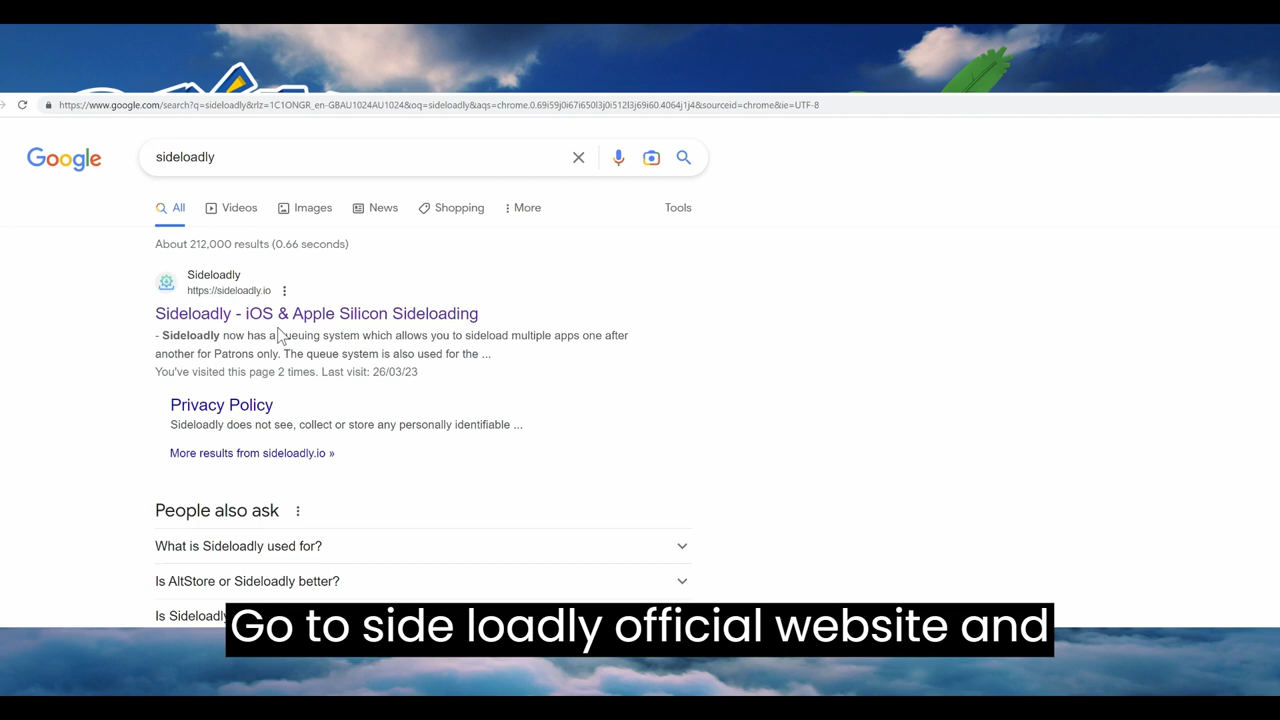 https://www.google.com/search?q=sideloadly&rlz=1C1ONGR_en-GBAU1024AU1024&oq=sideloadly&aqs=chrome.0.69i59j0i67i650l3j0i512l3j69i60.4064j1j4&sourceid=chrome&ie=UTF-8
Google
sideloadly
All Videos Images News Shopping More Tools
About 212,000 results (0.66 seconds)
Sideloadly
https://sideloadly.io
Sideloadly - iOS & Apple Silicon Sideloading
- Sideloadly now has a queuing system which allows you to sideload multiple apps one after
another for Patrons only. The queue system is also used for the ...
You've visited this page 2 times. Last visit: 26/03/23
Privacy Policy
Sideloadly does not see, collect or store any personally identifiable ...
More results from sideloadly.io »
People also ask
What is Sideloadly used for?
Is AltStore or Sideloadly better?
Is Sideloadly
Go to side loadly official website and